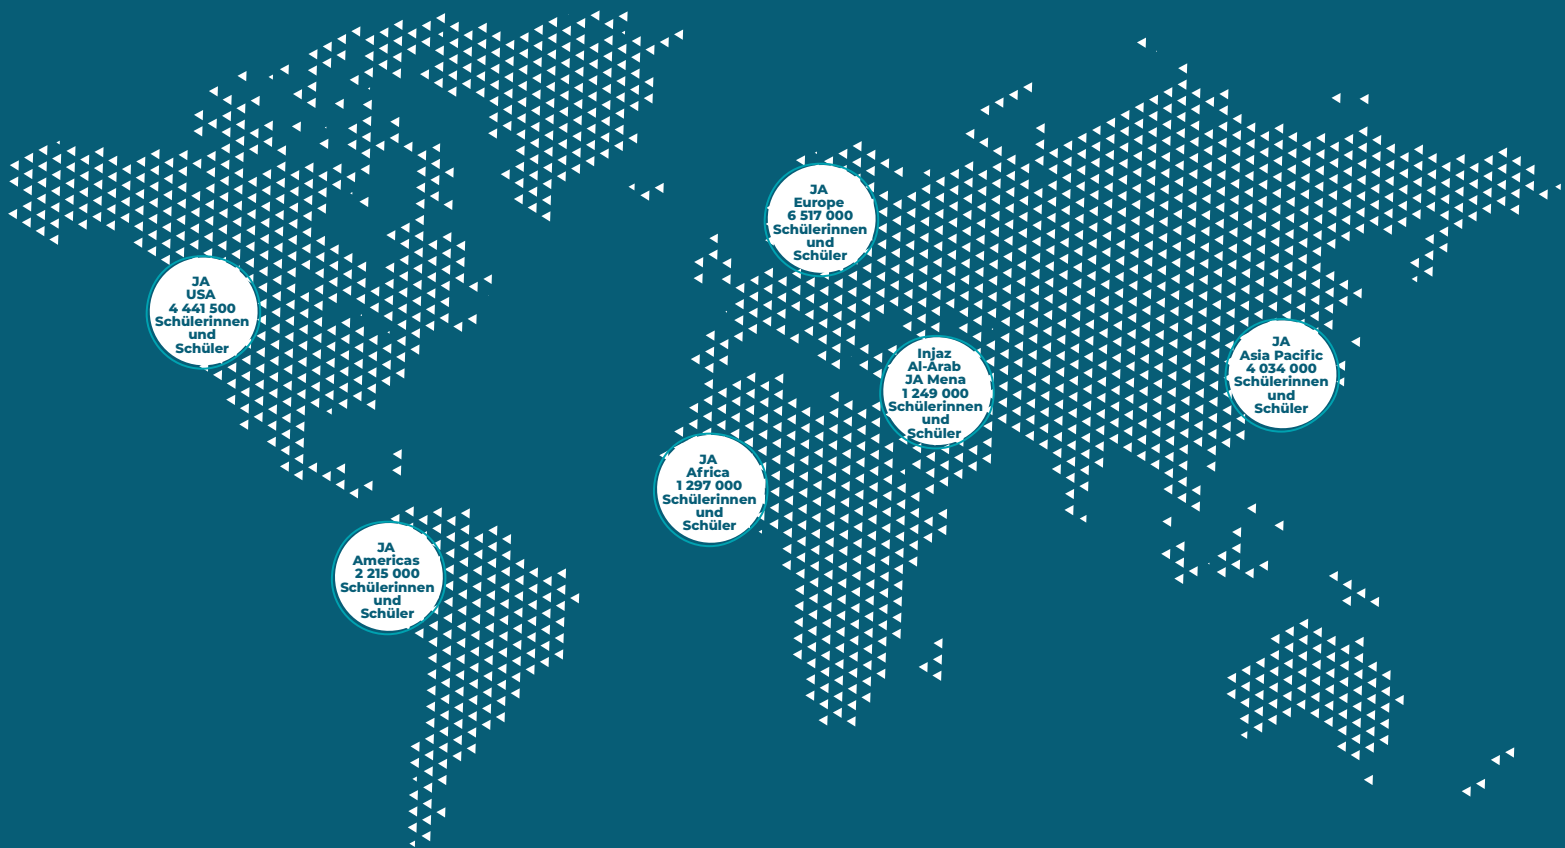 JA
Europe
6 517 000
Schülerinnen
und
Schüler
JA
USA
4 441 500
Schülerinnen
und
Schüler
JA
Asia Pacific
4 034 000
Schülerinnen
und
Schüler
Injaz
Al-Arab
JA Mena
1 249 000
Schülerinnen
und
Schüler
JA
Africa
1 297 000
Schülerinnen
und
Schüler
JA
Americas
2 215 000
Schülerinnen
und
Schüler